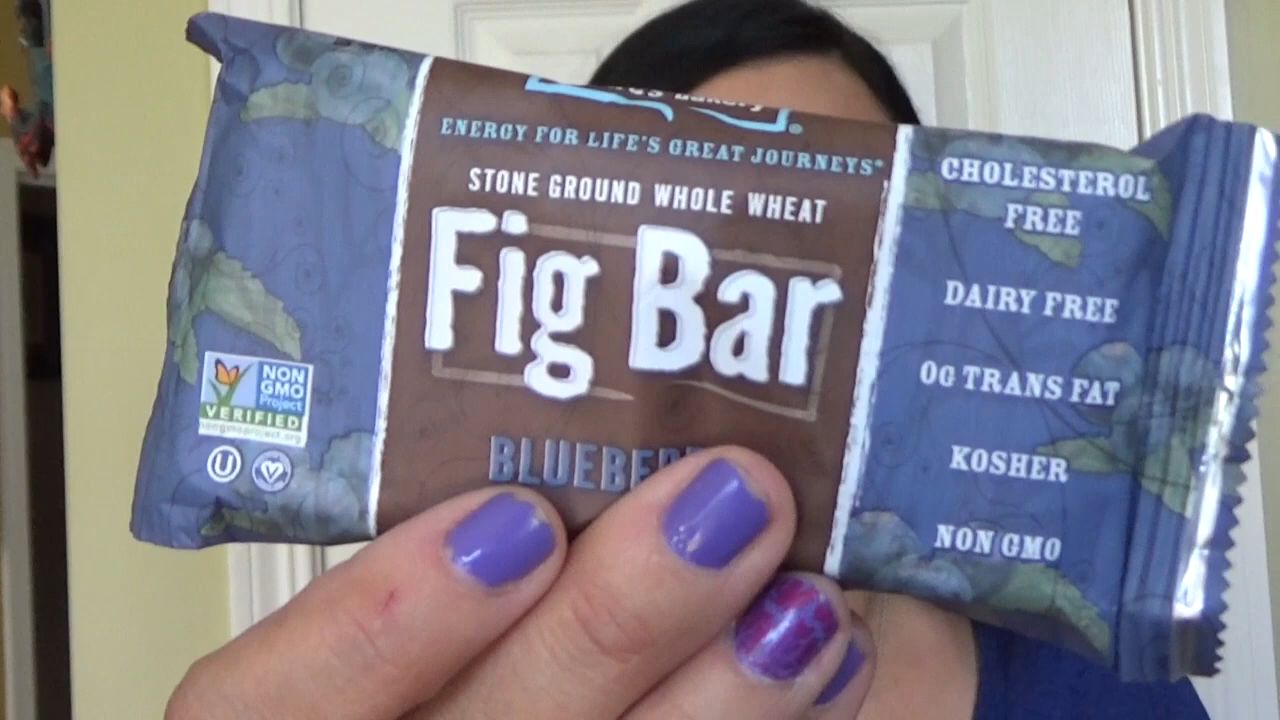 Bakery
ENERGY FOR LIFE'S GREAT JOURNEYS
STONE GROUND WHOLE WHEAT
Fig Bar
NON
GMO
Project
VERIFIED
nongmoproject.org
U
CHOLESTEROL
FREE
DAIRY FREE
0G TRANS FAT
KOSHER
NON GMO